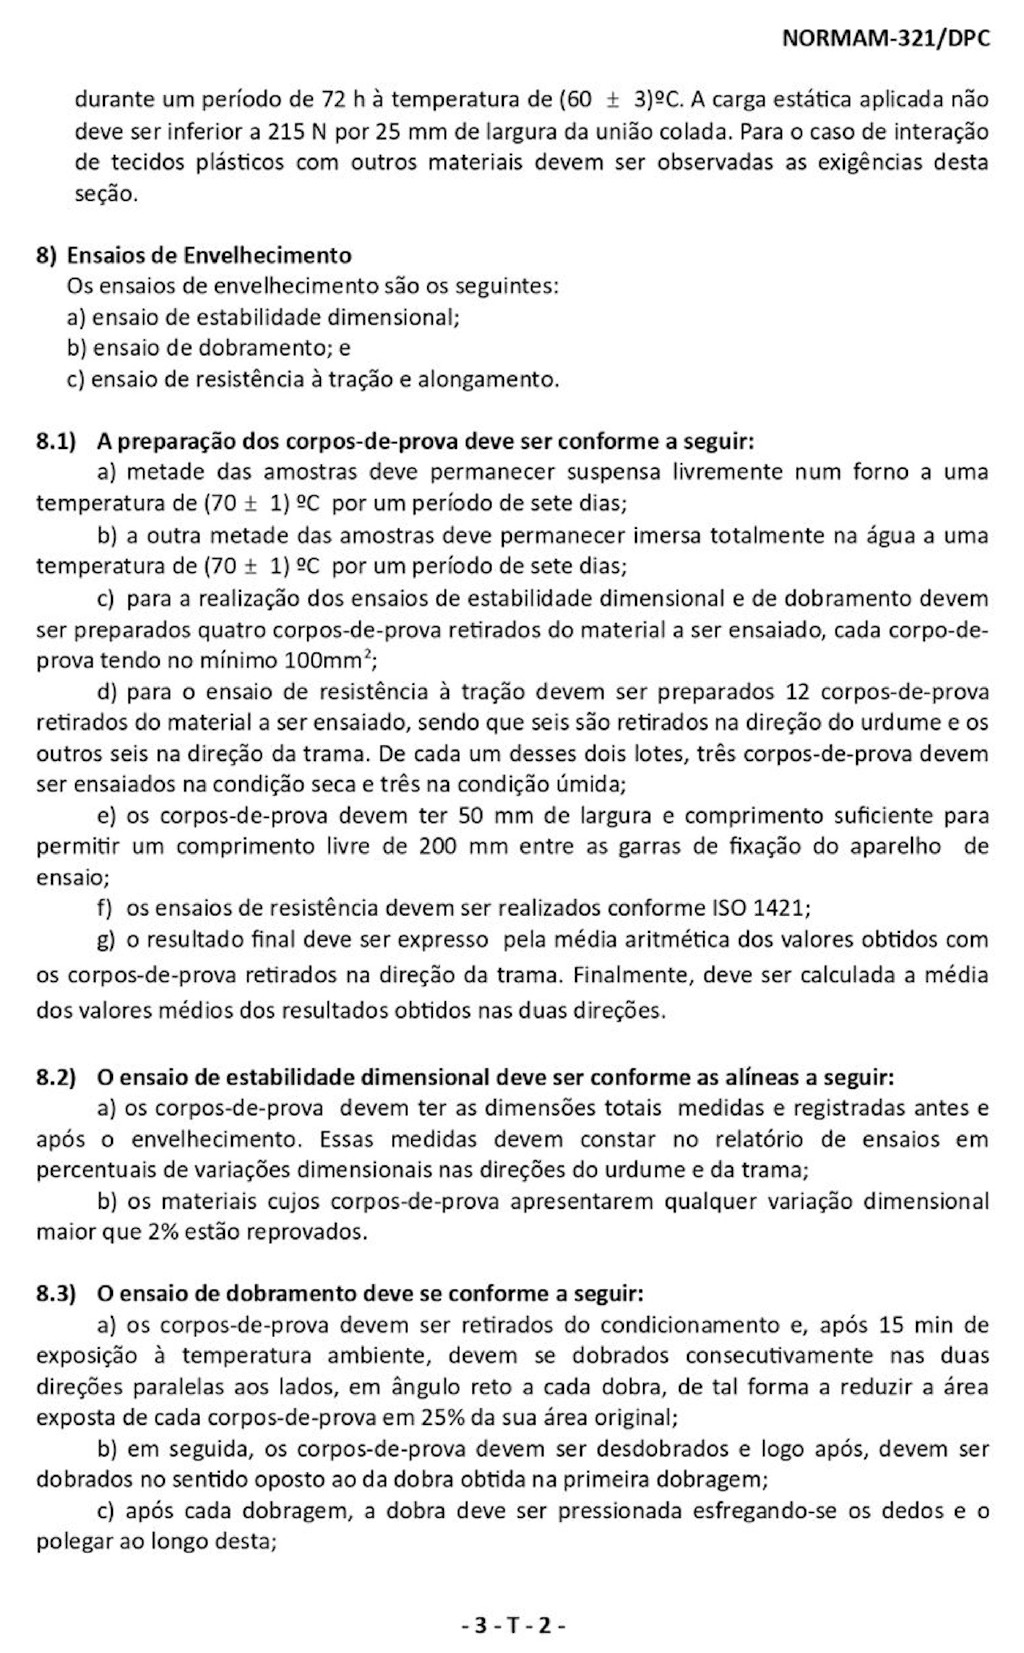 NORMAM-321/DPC
durante um período de 72 h à temperatura de (60 ± 3)ºC. A carga estática aplicada não
deve ser inferior a 215 N por 25 mm de largura da união colada. Para o caso de interação
de tecidos plásticos com outros materiais devem ser observadas as exigências desta
seção.
8) Ensaios de Envelhecimento
Os ensaios de envelhecimento são os seguintes:
a) ensaio de estabilidade dimensional;
b) ensaio de dobramento; e
c) ensaio de resistência à tração e alongamento.
8.1) A preparação dos corpos-de-prova deve ser conforme a seguir:
a) metade das amostras deve permanecer suspensa livremente num forno a uma
temperatura de (70 ± 1) ºC por um período de sete dias;
b) a outra metade das amostras deve permanecer imersa totalmente na água a uma
temperatura de (70 ± 1) ºC por um período de sete dias;
c) para a realização dos ensaios de estabilidade dimensional e de dobramento devem
ser preparados quatro corpos-de-prova retirados do material a ser ensaiado, cada corpo-de-
prova tendo no mínimo 100mm²;
d) para o ensaio de resistência à tração devem ser preparados 12 corpos-de-prova
retirados do material a ser ensaiado, sendo que seis são retirados na direção do urdume e os
outros seis na direção da trama. De cada um desses dois lotes, três corpos-de-prova devem
ser ensaiados na condição seca e três na condição úmida;
e) os corpos-de-prova devem ter 50 mm de largura e comprimento suficiente para
permitir um comprimento livre de 200 mm entre as garras de fixação do aparelho de
ensaio;
f) os ensaios de resistência devem ser realizados conforme ISO 1421;
g) o resultado final deve ser expresso pela média aritmética dos valores obtidos com
os corpos-de-prova retirados na direção da trama. Finalmente, deve ser calculada a média
dos valores médios dos resultados obtidos nas duas direções.
8.2) O ensaio de estabilidade dimensional deve ser conforme as alíneas a seguir:
a) os corpos-de-prova devem ter as dimensões totais medidas e registradas antes e
após o envelhecimento. Essas medidas devem constar no relatório de ensaios em
percentuais de variações dimensionais nas direções do urdume e da trama;
b) os materiais cujos corpos-de-prova apresentarem qualquer variação dimensional
maior que 2% estão reprovados.
8.3) O ensaio de dobramento deve se conforme a seguir:
a) os corpos-de-prova devem ser retirados do condicionamento e, após 15 min de
exposição à temperatura ambiente, devem se dobrados consecutivamente nas duas
direções paralelas aos lados, em ângulo reto a cada dobra, de tal forma a reduzir a área
exposta de cada corpos-de-prova em 25% da sua área original;
b) em seguida, os corpos-de-prova devem ser desdobrados e logo após, devem ser
dobrados no sentido oposto ao da dobra obtida na primeira dobragem;
c) após cada dobragem, a dobra deve ser pressionada esfregando-se os dedos e o
polegar ao longo desta;
- 3 - T - 2 -